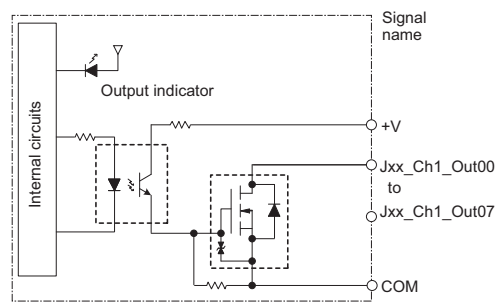 Signal
name
Output indicator
Internal circuits
+V
Jxx_Ch1_Out00
to
Jxx_Ch1_Out07
COM